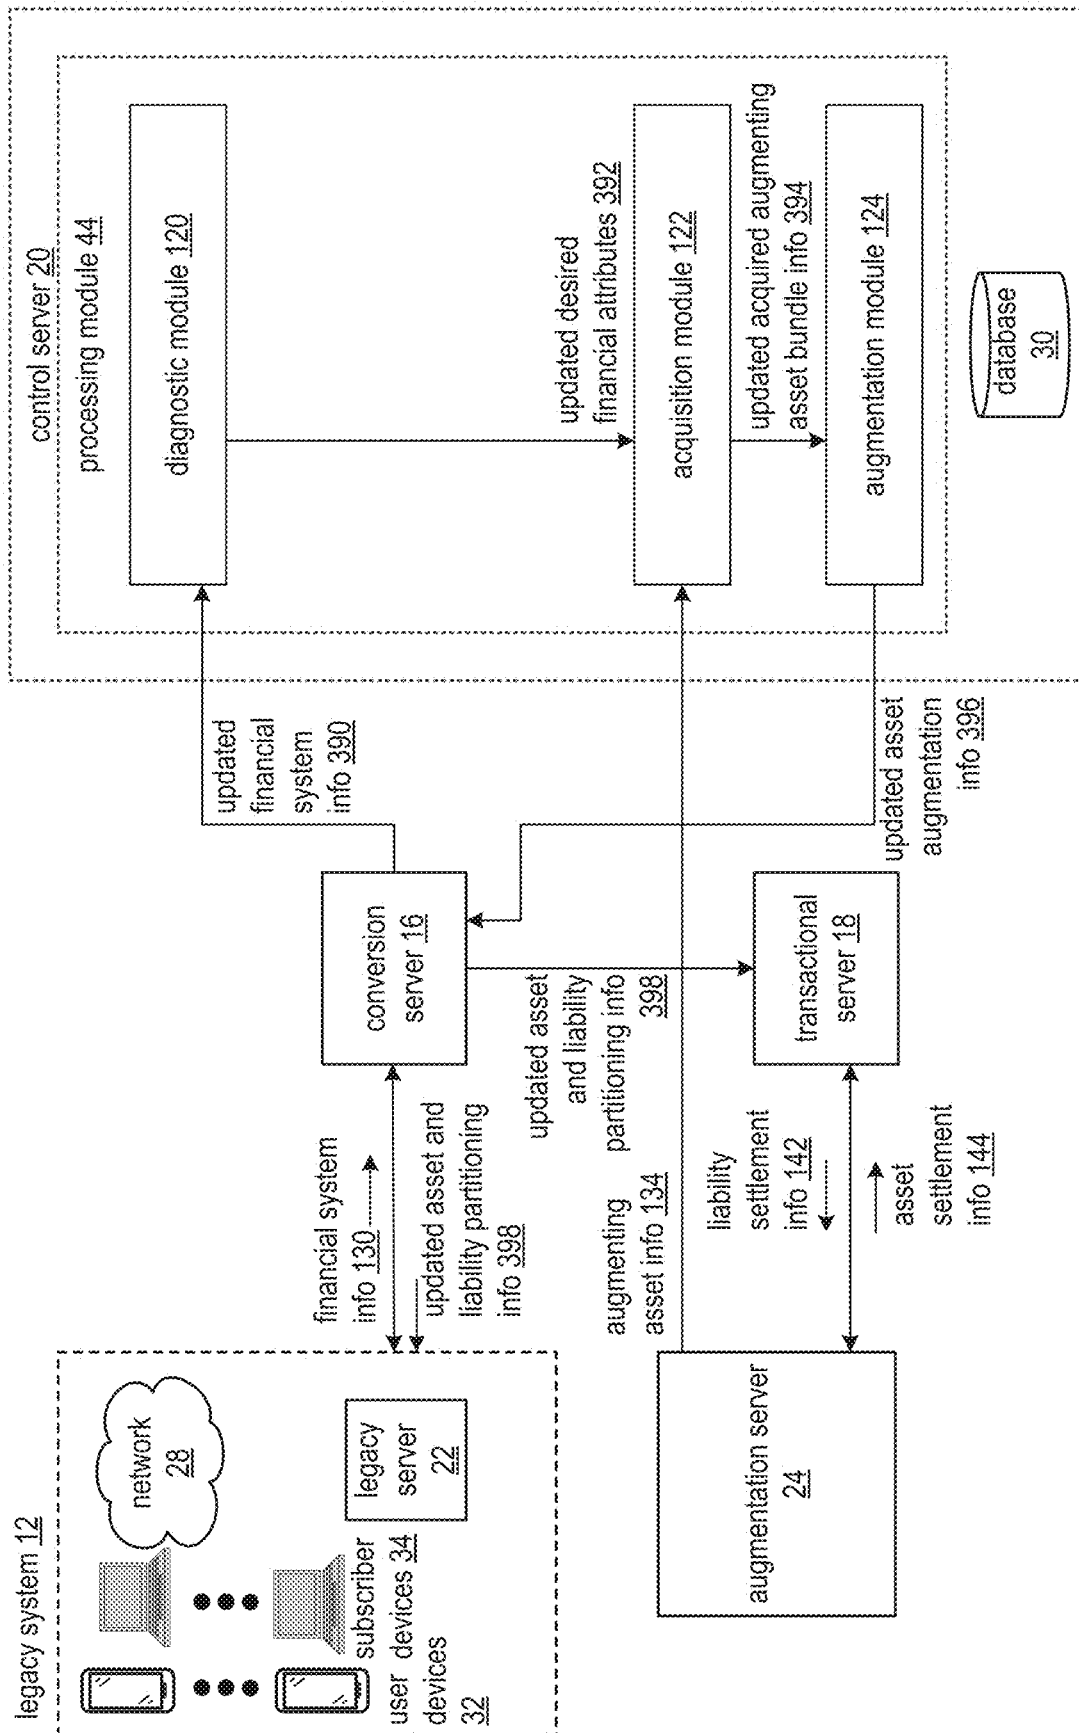 legacy system 12
network
28
legacy
server
22
subscriber
devices 34
user
devices
32
financial system
info 130
updated asset and
liability partitioning
info 398
conversion
server 16
updated
financial
system
info 390
control server 20
processing module 44
diagnostic module 120
updated desired
financial attributes 392
acquisition module 122
updated acquired augmenting
asset bundle info 394
augmentation module 124
database
30
updated asset
augmentation
info 396
updated asset
and liability
partitioning info
398
augmenting
asset info 134
transactional
server 18
liability
settlement
info 142
asset
settlement
info 144
augmentation server
24